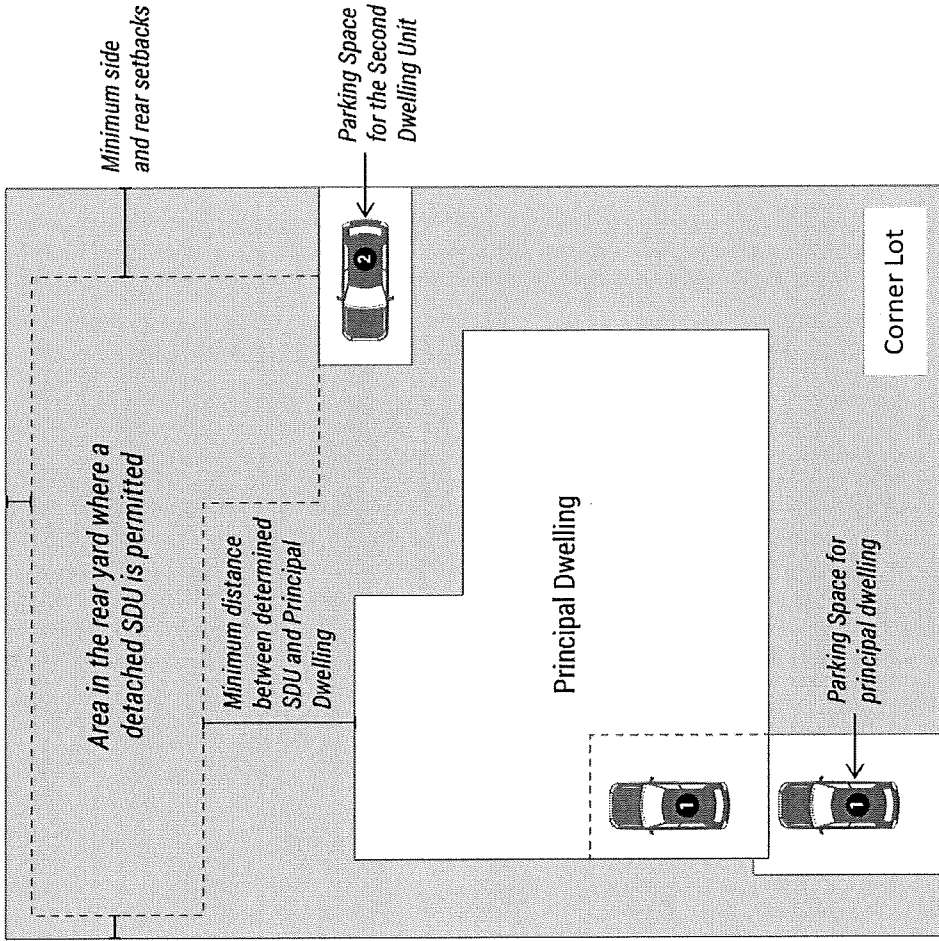 Minimum side
and rear setbacks
Area in the rear yard where a
detached SDU is permitted
Parking Space
for the Second
Dwelling Unit
2
Minimum distance
between determined
SDU and Principal
Dwelling
Principal Dwelling
Corner Lot
Parking Space for
principal dwelling
1
1